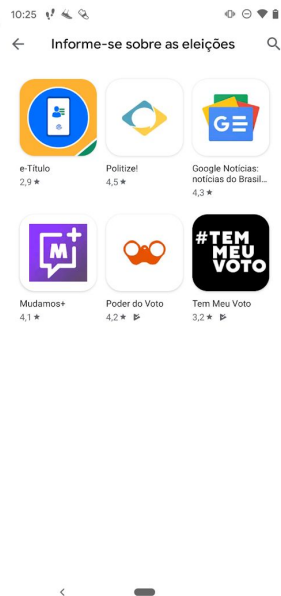 10:25
Informe-se sobre as eleições
e-Título
2,9 ★
Politize!
4,5 ★
GE
Google Notícias:
notícias do Brasil...
4,3 ★
M
Mudamos+
4,1 ★
Poder do Voto
4,2 ★
#TEM
MEU
VOTO
Tem Meu Voto
3,2 ★